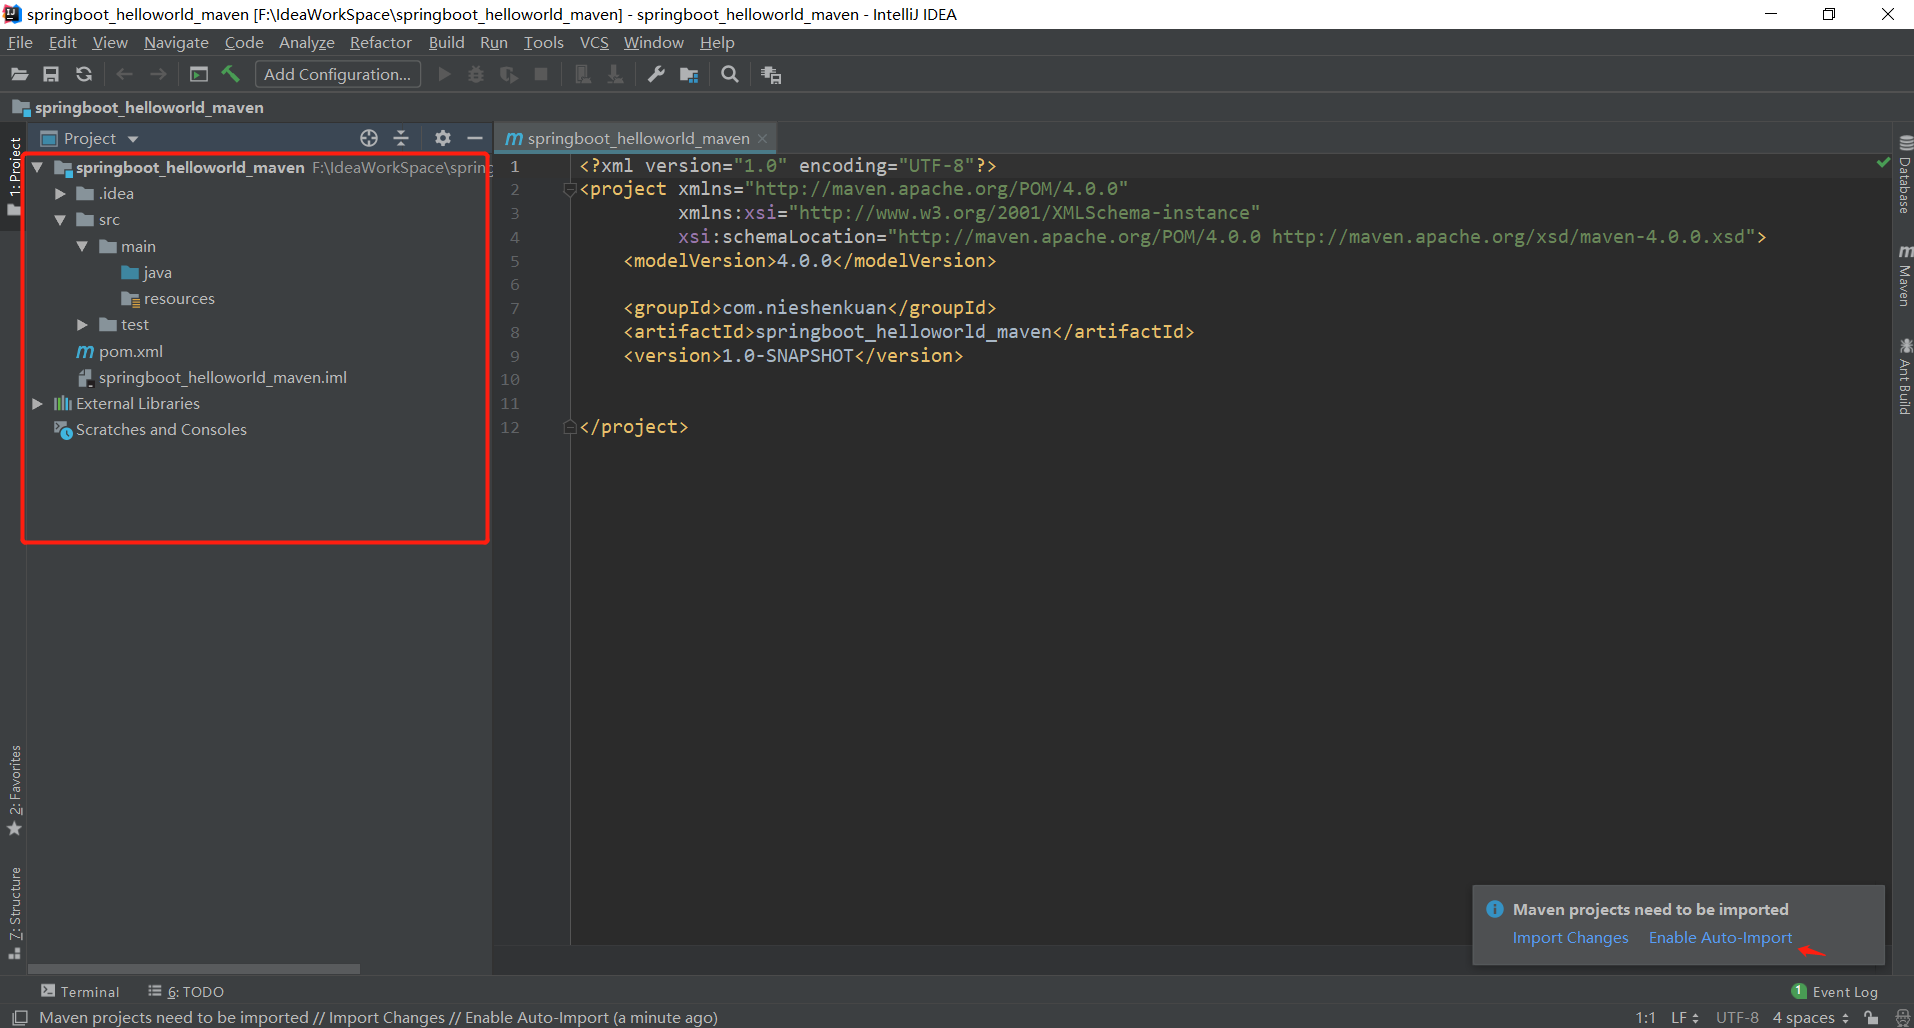 springboot_helloworld_maven [F:\IdeaWorkSpace\springboot_helloworld_maven] - springboot_helloworld_maven - IntelliJ IDEA
File Edit View Navigate Code Analyze Refactor Build Run Tools VCS Window Help
Add Configuration...
springboot_helloworld_maven
1: Project
Project
springboot_helloworld_maven F:\IdeaWorkSpace\spring
.idea
src
main
java
resources
test
pom.xml
springboot_helloworld_maven.iml
External Libraries
Scratches and Consoles
2: Favorites
7: Structure
springboot_helloworld_maven
1 <?xml version="1.0" encoding="UTF-8"?>
2 <project xmlns="http://maven.apache.org/POM/4.0.0"
3 xmlns:xsi="http://www.w3.org/2001/XMLSchema-instance"
4 xsi:schemaLocation="http://maven.apache.org/POM/4.0.0 http://maven.apache.org/xsd/maven-4.0.0.xsd">
5 <modelVersion>4.0.0</modelVersion>
6
7 <groupId>com.nieshenkuan</groupId>
8 <artifactId>springboot_helloworld_maven</artifactId>
9 <version>1.0-SNAPSHOT</version>
10
11
12 </project>
Database
Maven
Ant Build
Maven projects need to be imported
Import Changes Enable Auto-Import
Terminal 6: TODO
1 Event Log
Maven projects need to be imported // Import Changes // Enable Auto-Import (a minute ago)
1:1 LF UTF-8 4 spaces